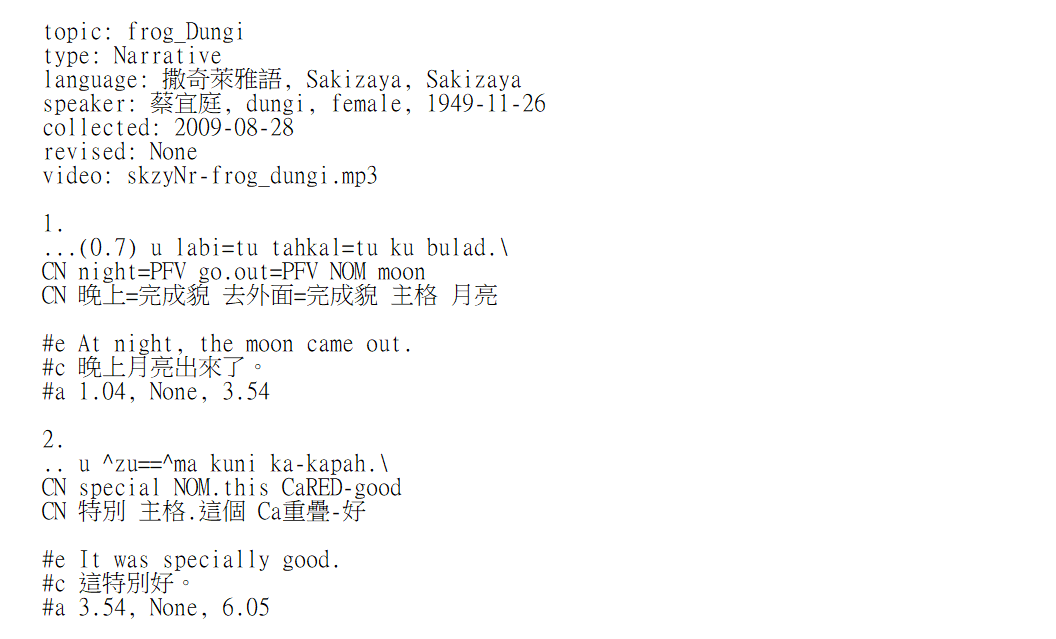 topic: frog_Dungi
type: Narrative
language: 撒奇萊雅語, Sakizaya, Sakizaya
speaker: 蔡宜庭, dungi, female, 1949-11-26
collected: 2009-08-28
revised: None
video: skzyNr-frog_dungi.mp3
1.
...(0.7) u labi=tu tahkal=tu ku bulad.\
CN night=PFV go.out=PFV NOM moon
CN 晚上=完成貌 去外面=完成貌 主格 月亮
#e At night, the moon came out.
#c 晚上月亮出來了。
#a 1.04, None, 3.54
2.
.. u ^zu==^ma kuni ka-kapah.\
CN special NOM.this CaRED-good
CN 特別 主格.這個 Ca重疊-好
#e It was specially good.
#c 這特別好。
#a 3.54, None, 6.05